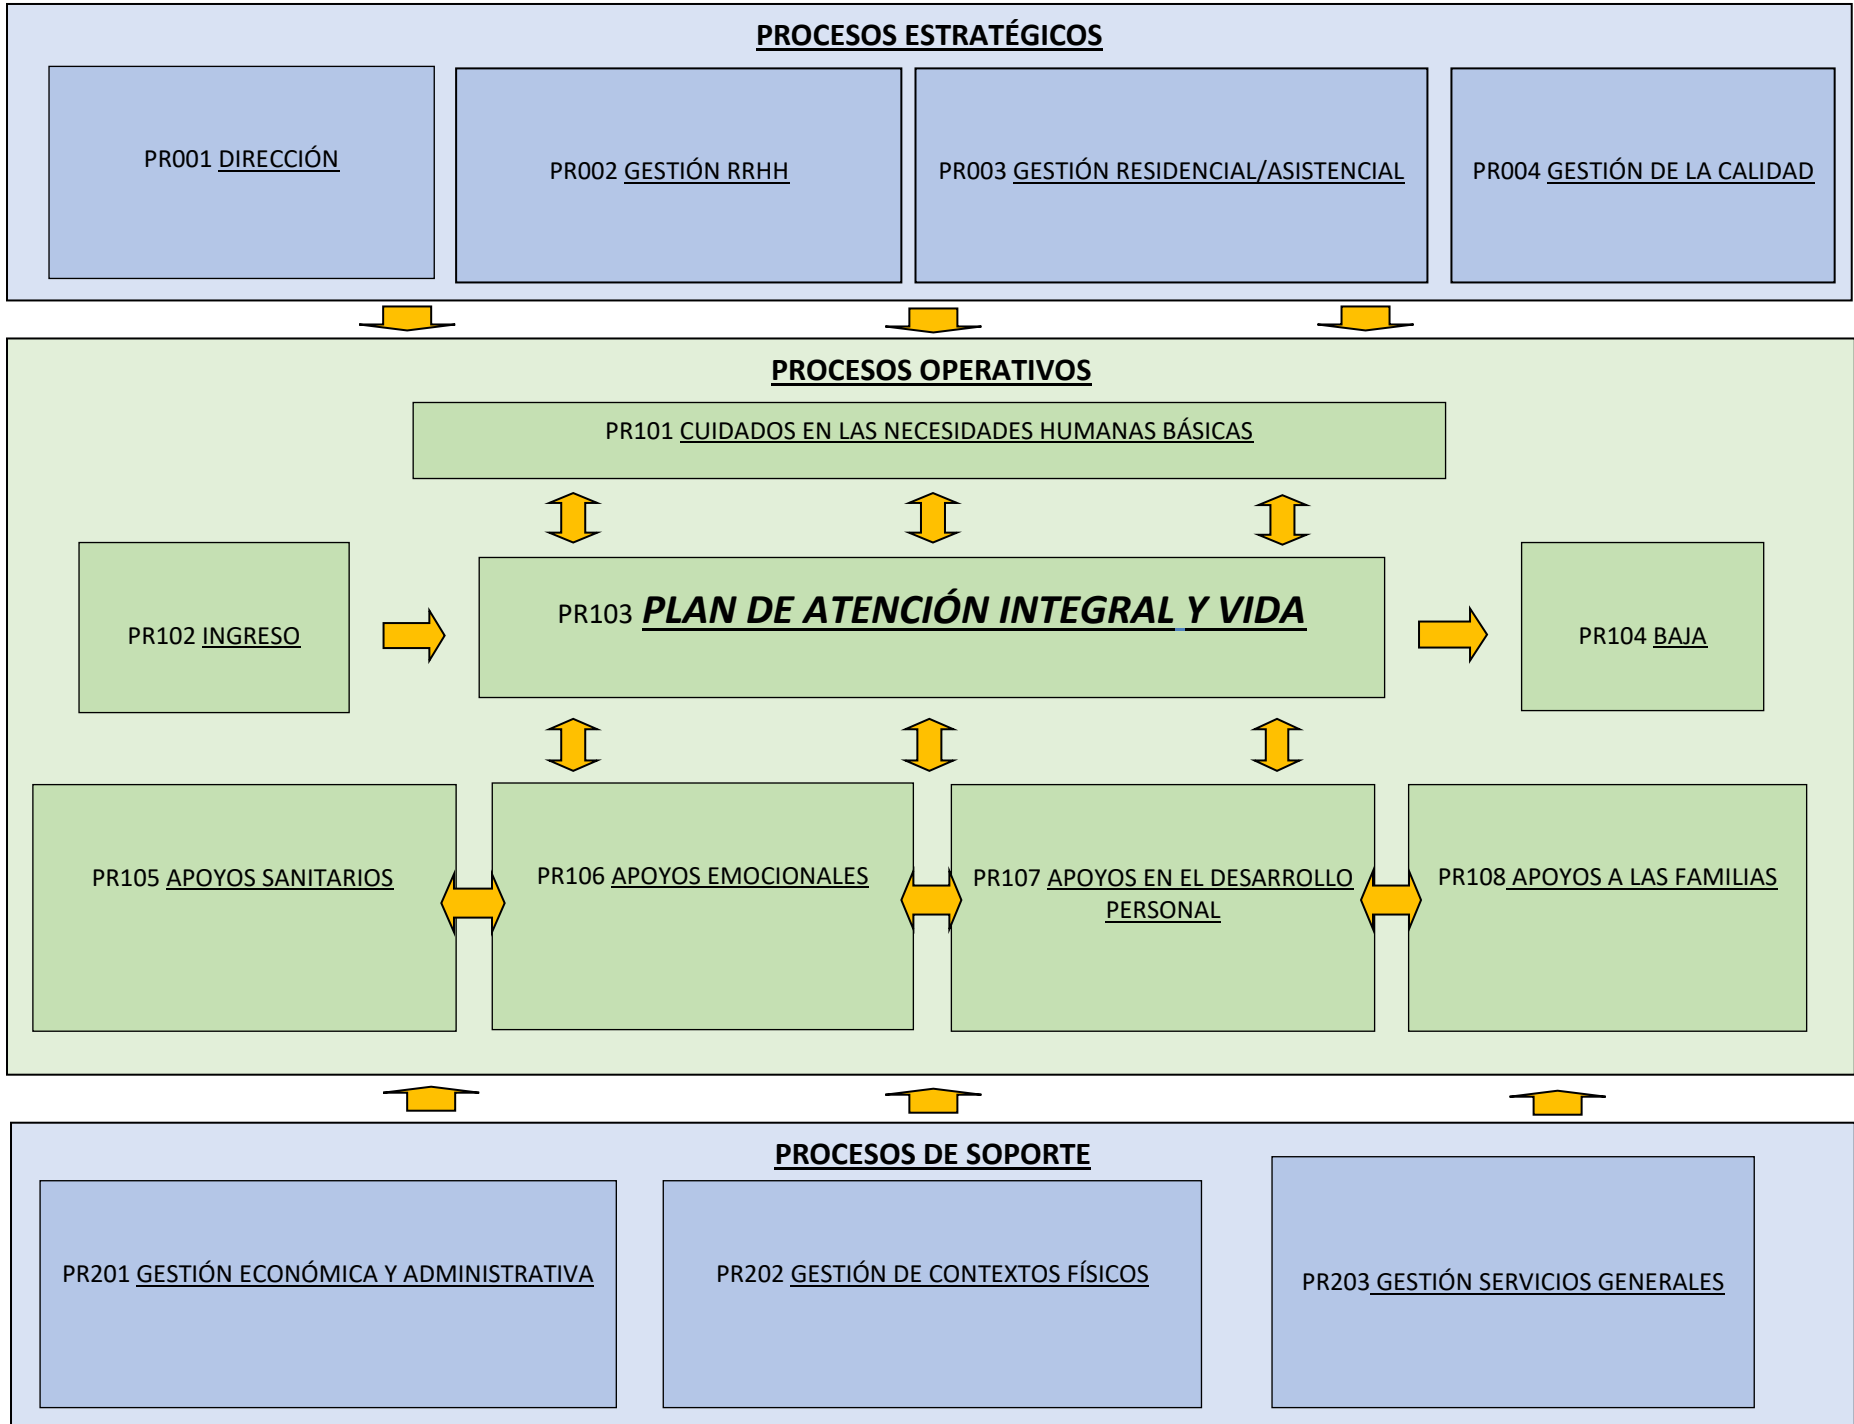 PROCESOS ESTRATÉGICOS
PR001 DIRECCIÓN
PR002 GESTIÓN RRHH
PR003 GESTIÓN RESIDENCIAL/ASISTENCIAL
PR004 GESTIÓN DE LA CALIDAD
PROCESOS OPERATIVOS
PR101 CUIDADOS EN LAS NECESIDADES HUMANAS BÁSICAS
PR102 INGRESO
PR103 PLAN DE ATENCIÓN INTEGRAL Y VIDA
PR104 BAJA
PR105 APOYOS SANITARIOS
PR106 APOYOS EMOCIONALES
PR107 APOYOS EN EL DESARROLLO
PERSONAL
PR108 APOYOS A LAS FAMILIAS
PROCESOS DE SOPORTE
PR201 GESTIÓN ECONÓMICA Y ADMINISTRATIVA
PR202 GESTIÓN DE CONTEXTOS FÍSICOS
PR203 GESTIÓN SERVICIOS GENERALES